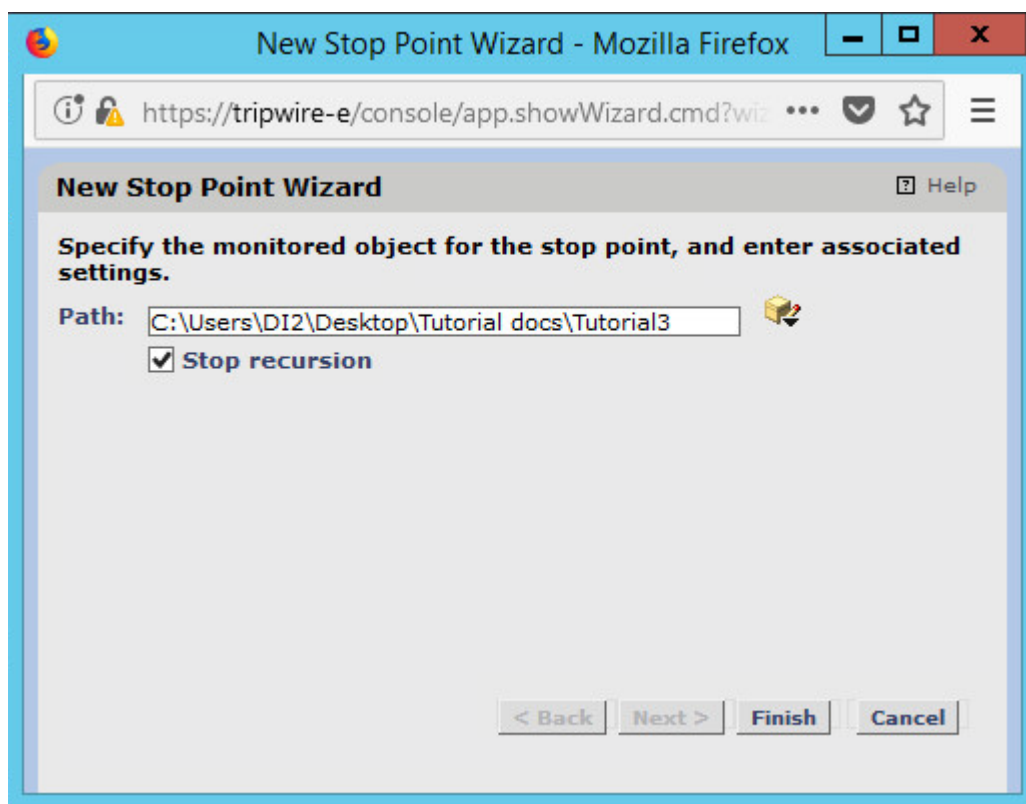 New Stop Point Wizard - Mozilla Firefox
https://tripwire-e/console/app.showWizard.cmd?wiz
New Stop Point Wizard
? Help
Specify the monitored object for the stop point, and enter associated
settings.
Path: C:\Users\DI2\Desktop\Tutorial docs\Tutorial3
Stop recursion
< Back Next > Finish Cancel